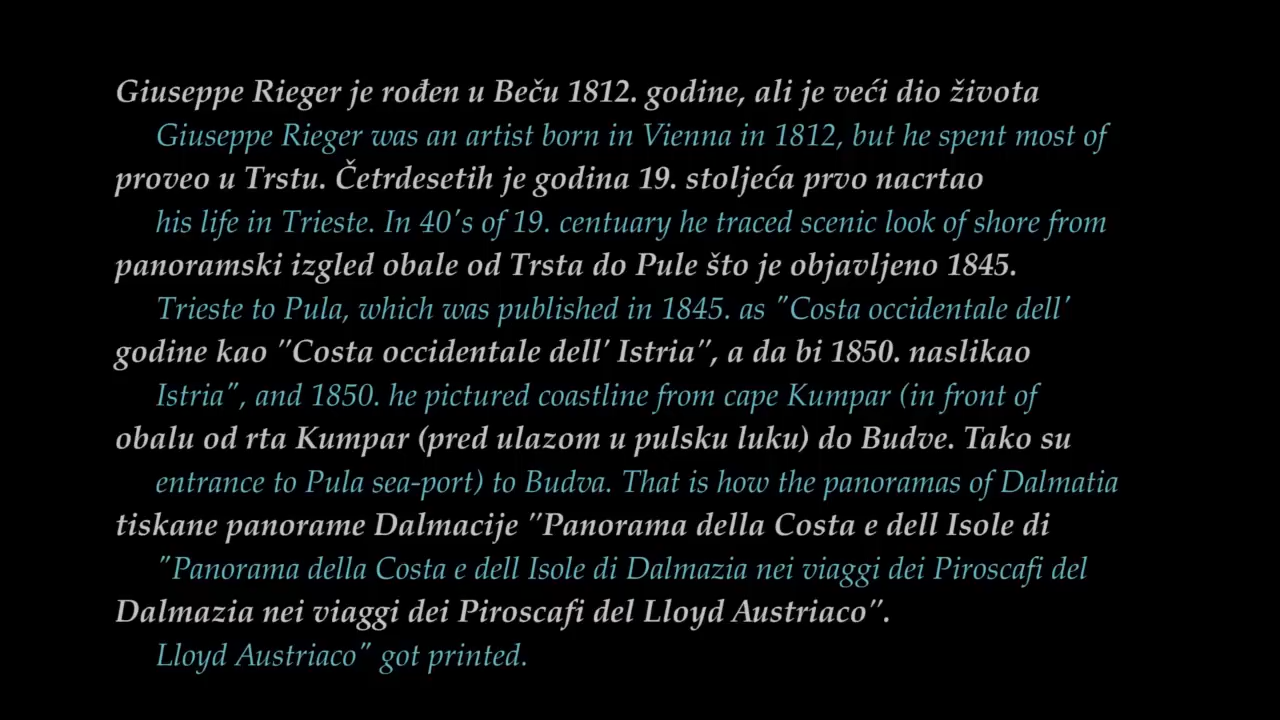 Giuseppe Rieger je rođen u Beču 1812. godine, ali je veći dio života
Giuseppe Rieger was an artist born in Vienna in 1812, but he spent most of
proveo u Trstu. Četrdesetih je godina 19. stoljeća prvo nacrtao
his life in Trieste. In 40's of 19. centuary he traced scenic look of shore from
panoramski izgled obale od Trsta do Pule što je objavljeno 1845.
Trieste to Pula, which was published in 1845. as "Costa occidentale dell'
godine kao "Costa occidentale dell' Istria", a da bi 1850. naslikao
Istria", and 1850. he pictured coastline from cape Kumpar (in front of
obalu od rta Kumpar (pred ulazom u pulsku luku) do Budve. Tako su
entrance to Pula sea-port) to Budva. That is how the panoramas of Dalmatia
tiskane panorame Dalmacije "Panorama della Costa e dell Isole di
"Panorama della Costa e dell Isole di Dalmazia nei viaggi dei Piroscafi del
Dalmazia nei viaggi dei Piroscafi del Lloyd Austriaco".
Lloyd Austriaco" got printed.